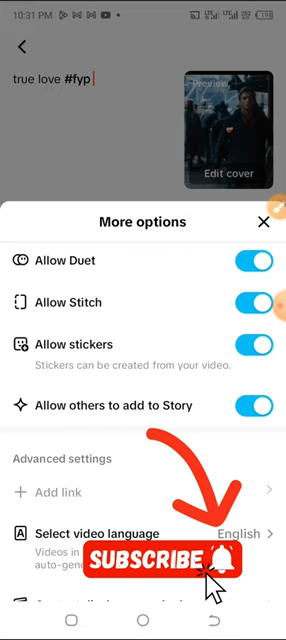 10:31 PM
true love #fyp
Preview
Edit cover
More options
Allow Duet
Allow Stitch
Allow stickers
Stickers can be created from your video.
Allow others to add to Story
Advanced settings
Add link
Select video language English
Videos in
auto-gene
SUBSCRIBE